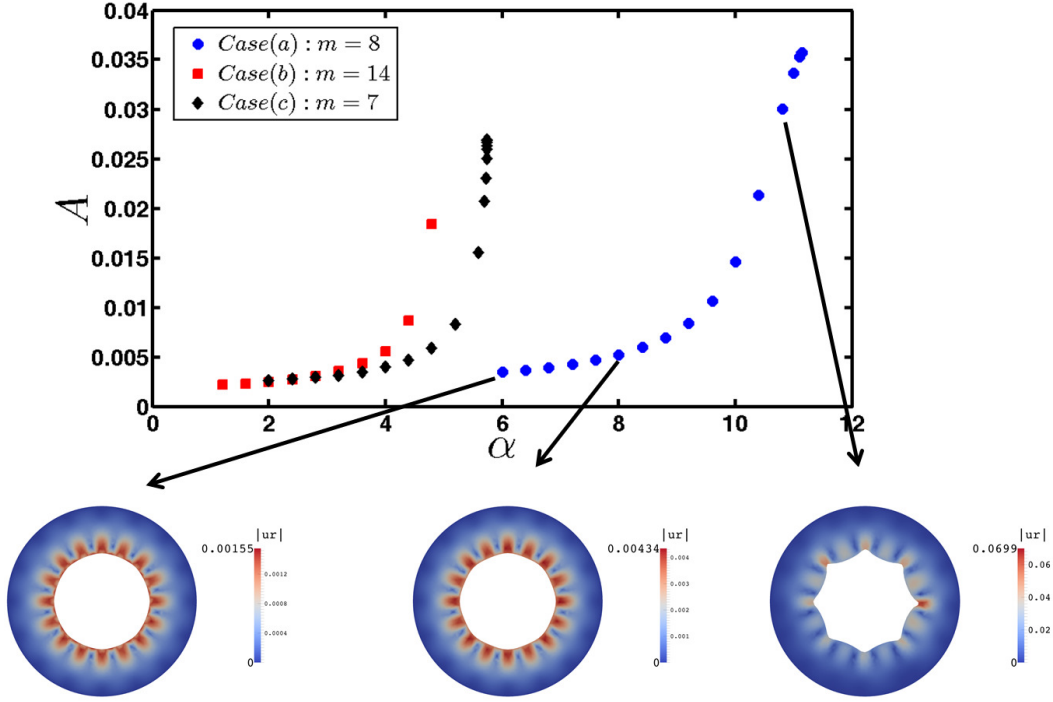 0.04
0.035
0.03
0.025
0.02
0.015
0.01
0.005
0
A
Case(a) : m = 8
Case(b) : m = 14
Case(c) : m = 7
0 2 4 6 8 10 12
α
|ur|
0.00155
0.0012
0.0008
0.0004
0
|ur|
0.00434
0.004
0.003
0.002
0.001
0
|ur|
0.0699
0.06
0.04
0.02
0